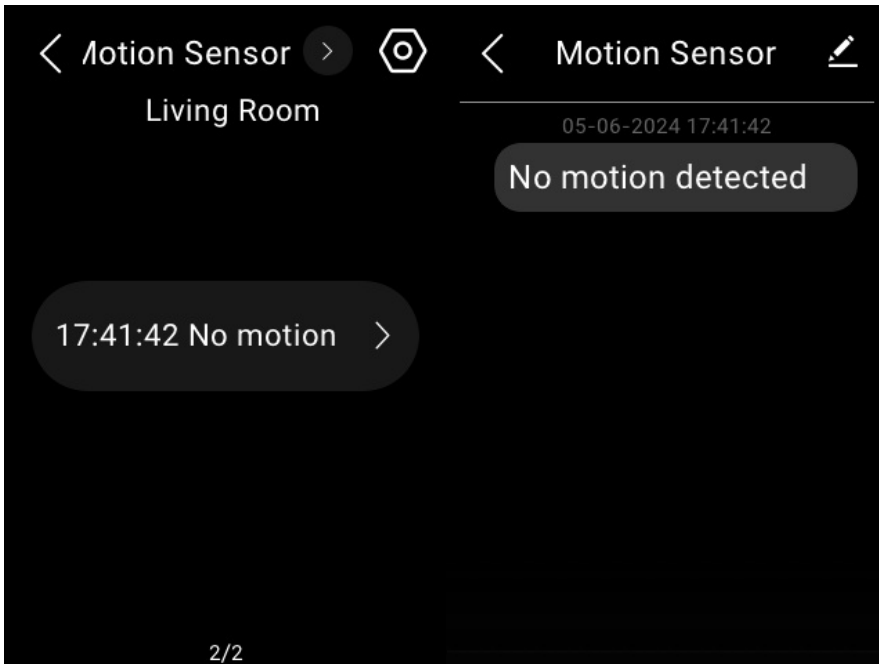 Motion Sensor >
Living Room
17:41:42 No motion
2/2
Motion Sensor
05-06-2024 17:41:42
No motion detected